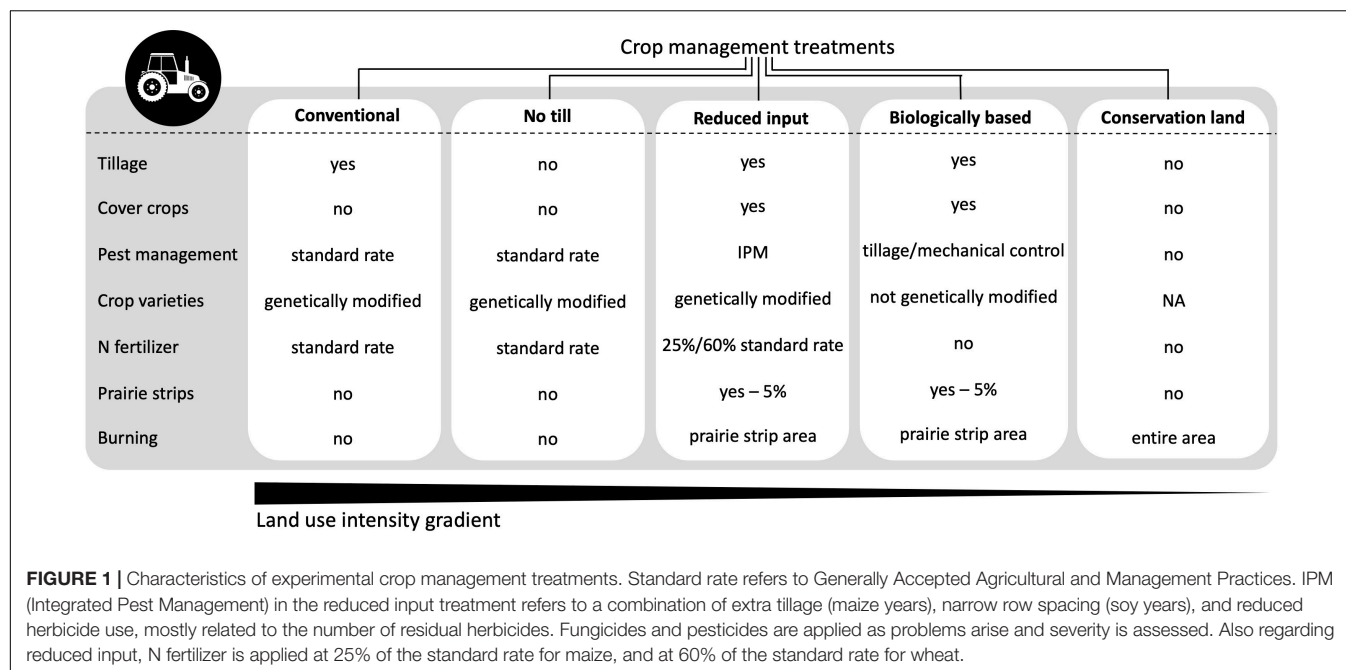 Crop management treatments
Conventional No till Reduced input Biologically based Conservation land
Tillage yes no yes yes no
Cover crops no no yes yes no
Pest management standard rate standard rate IPM tillage/mechanical control no
Crop varieties genetically modified genetically modified genetically modified not genetically modified NA
N fertilizer standard rate standard rate 25%/60% standard rate no no
Prairie strips no no yes – 5% yes – 5% no
Burning no no prairie strip area prairie strip area entire area
Land use intensity gradient
FIGURE 1 | Characteristics of experimental crop management treatments. Standard rate refers to Generally Accepted Agricultural and Management Practices. IPM
(Integrated Pest Management) in the reduced input treatment refers to a combination of extra tillage (maize years), narrow row spacing (soy years), and reduced
herbicide use, mostly related to the number of residual herbicides. Fungicides and pesticides are applied as problems arise and severity is assessed. Also regarding
reduced input, N fertilizer is applied at 25% of the standard rate for maize, and at 60% of the standard rate for wheat.